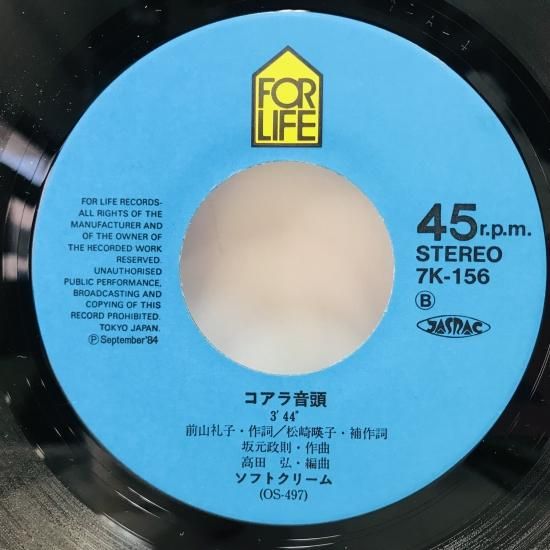 FOR
LIFE
FOR LIFE RECORDS-
ALL RIGHTS OF THE
MANUFACTURER AND
OF THE OWNER OF
THE RECORDED WORK
RESERVED.
UNAUTHORISED
PUBLIC PERFORMANCE,
BROADCASTING AND
COPYING OF THIS
RECORD PROHIBITED.
TOKYO JAPAN.
Ⓟ September'84
45 r.p.m.
STEREO
7K-156
Ⓑ
JASRAC
コアラ音頭
3′44″
前山礼子・作詞/松崎暎子・補作詞
坂元政則・作曲
高田 弘・編曲
ソフトクリーム
(OS-497)